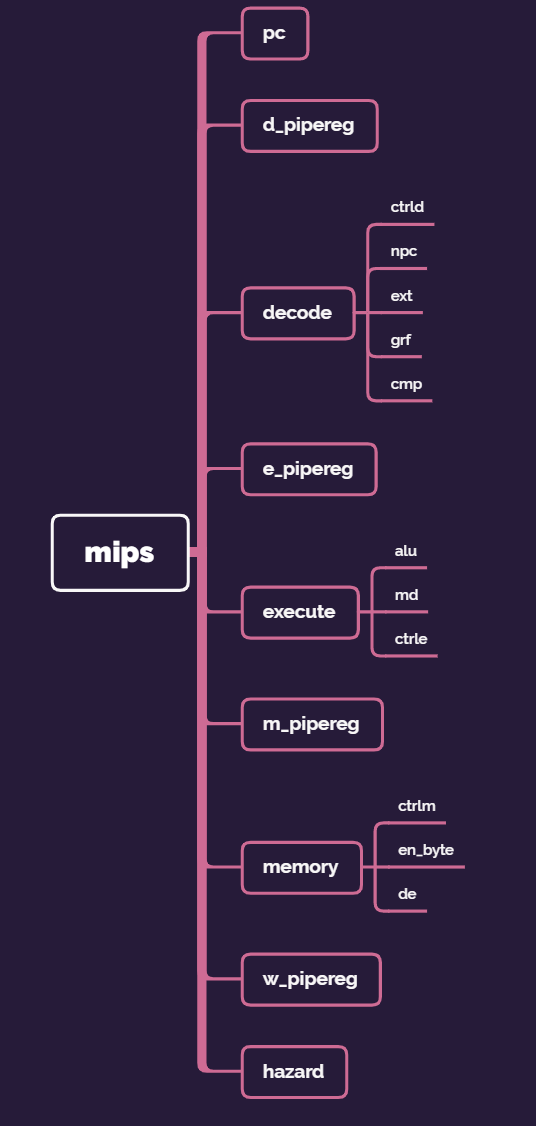 pc
d_pipereg
decode
ctrld
npc
ext
grf
cmp
e_pipereg
mips
execute
alu
md
ctrle
m_pipereg
memory
ctrlm
en_byte
de
w_pipereg
hazard